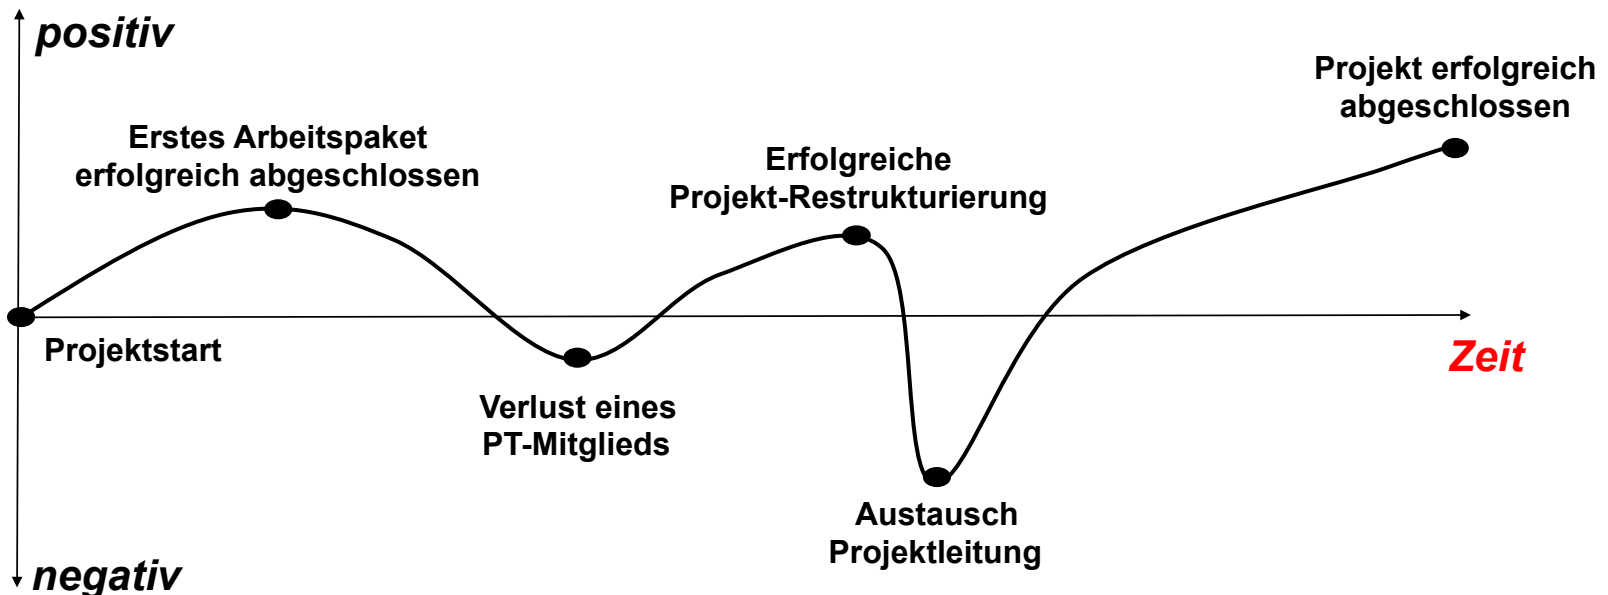 positiv
Projekt erfolgreich
abgeschlossen
Erstes Arbeitspaket
erfolgreich abgeschlossen
Erfolgreiche
Projekt-Restrukturierung
Projektstart
Zeit
Verlust eines
PT-Mitglieds
Austausch
Projektleitung
negativ